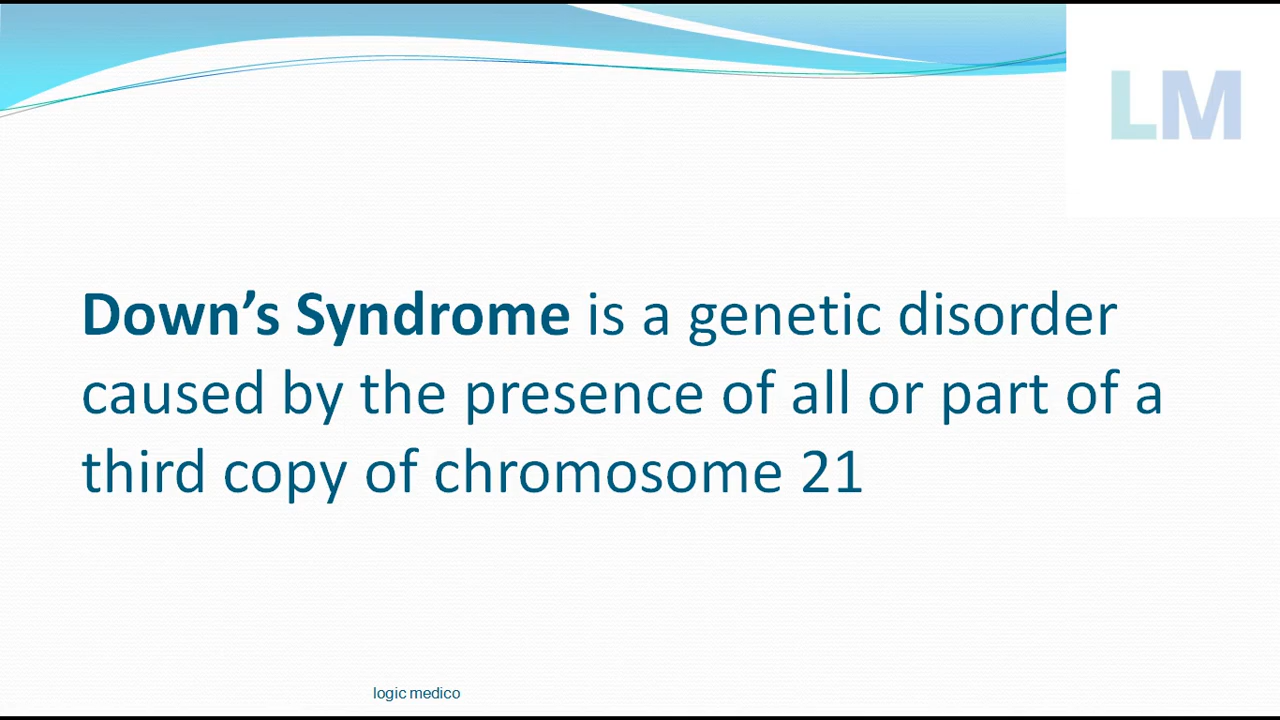 LM
Down’s Syndrome is a genetic disorder
caused by the presence of all or part of a
third copy of chromosome 21
logic medico